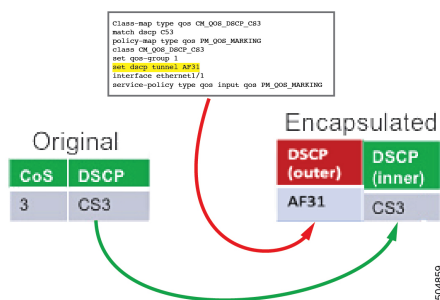 Class-map type qos CM_QOS_DSCP_CS3
match dscp C53
policy-map type qos PM_QOS_MARKING
class CM_QOS_DSCP_CS3
set qos-group 1
set dscp tunnel AF31
interface ethernet1/1
service-policy type qos input qos PM_QOS_MARKING
Original
CoS DSCP
3 CS3
Encapsulated
DSCP (outer) DSCP (inner)
AF31 CS3
504859